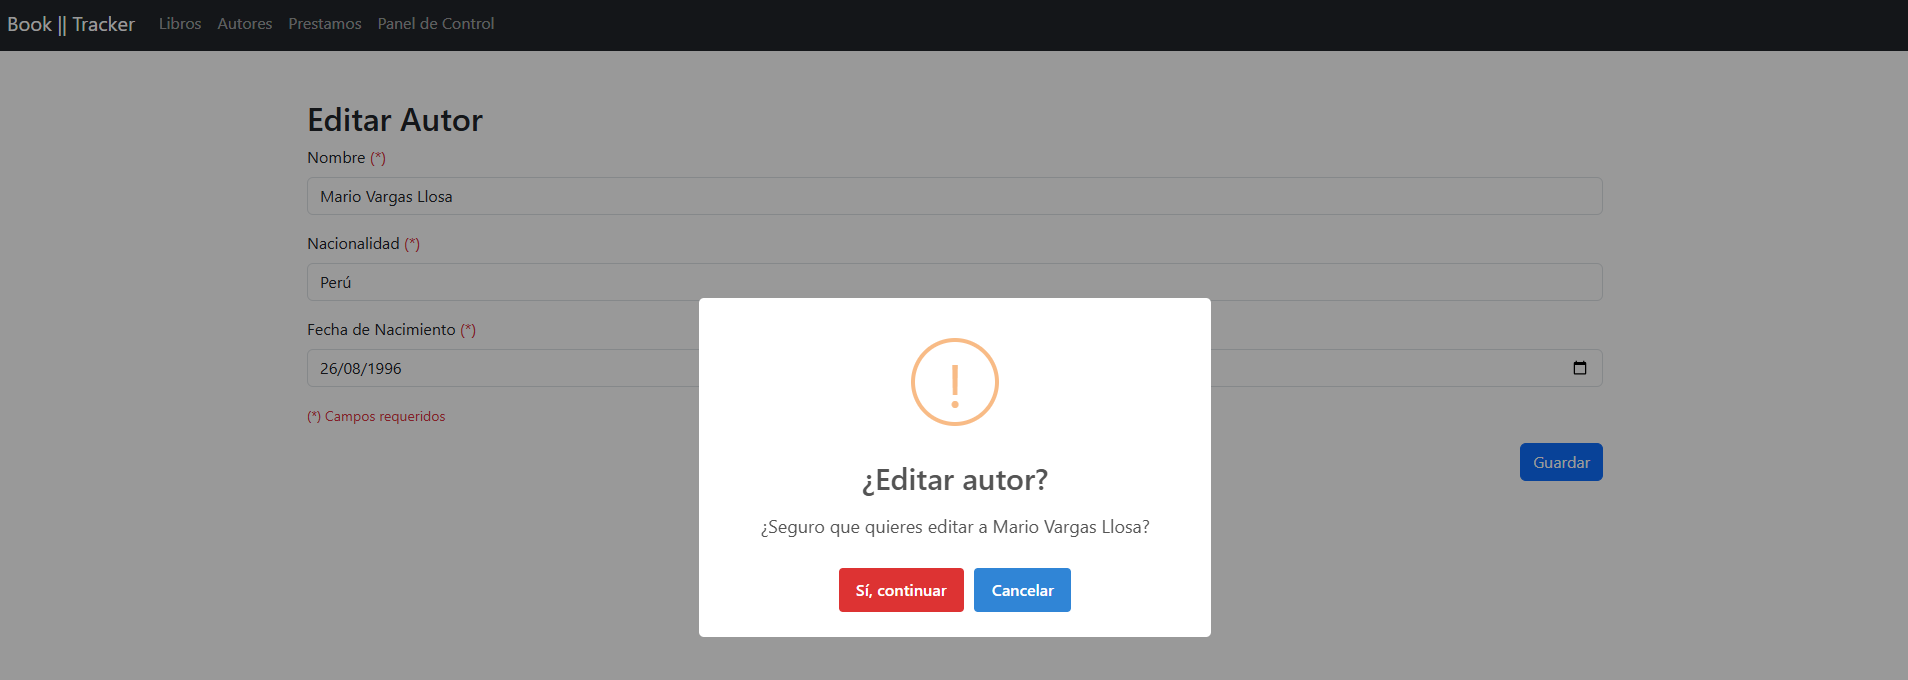 Book || Tracker Libros Autores Prestamos Panel de Control
Editar Autor
Nombre (*)
Mario Vargas Llosa
Nacionalidad (*)
Perú
Fecha de Nacimiento (*)
26/08/1996
(*) Campos requeridos
Guardar
!
¿Editar autor?
¿Seguro que quieres editar a Mario Vargas Llosa?
Sí, continuar Cancelar